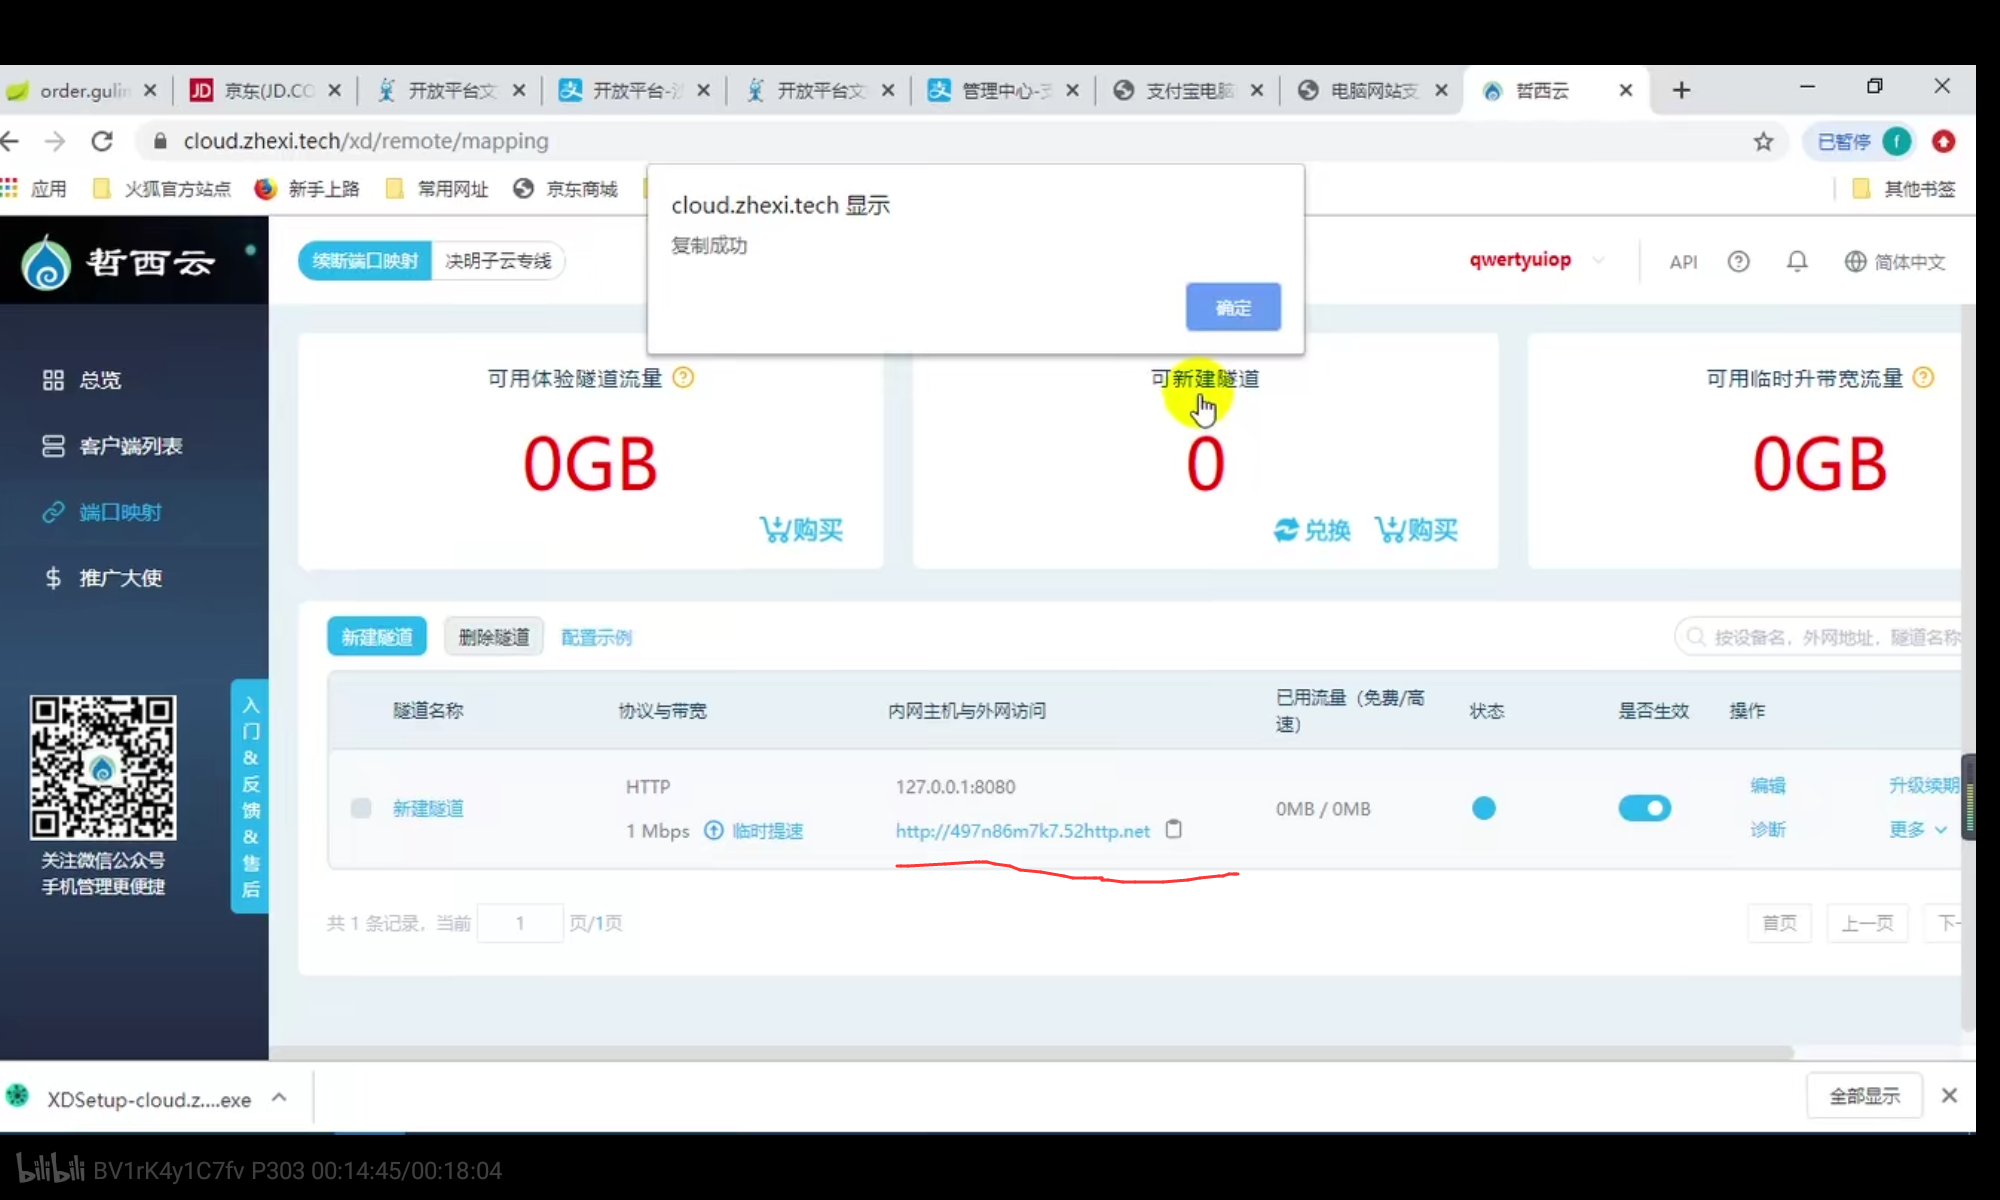 order.gulin
京东(JD.CO
开放平台文
开放平台-沙
开放平台文
管理中心-支
支付宝电脑
电脑网站支
哲西云
cloud.zhexi.tech/xd/remote/mapping
已暂停
f
应用
火狐官方站点
新手上路
常用网址
京东商城
其他书签
cloud.zhexi.tech 显示
复制成功
确定
哲西云
续断端口映射
决明子云专线
qwertyuiop
API
简体中文
总览
客户端列表
端口映射
推广大使
可用体验隧道流量
0GB
购买
可新建隧道
0
兑换
购买
可用临时升带宽流量
0GB
新建隧道
删除隧道
配置示例
按设备名，外网地址，隧道名称
隧道名称
协议与带宽
内网主机与外网访问
已用流量（免费/高
速）
状态
是否生效
操作
新建隧道
HTTP
1 Mbps
临时提速
127.0.0.1:8080
http://497n86m7k7.52http.net
0MB / 0MB
编辑
升级续期
诊断
更多
入门&反馈&售后
关注微信公众号
手机管理更便捷
共 1 条记录，当前 1 页/1页
首页
上一页
下一
XDSetup-cloud.z....exe
全部显示
bilibili BV1rK4y1C7fv P303 00:14:45/00:18:04